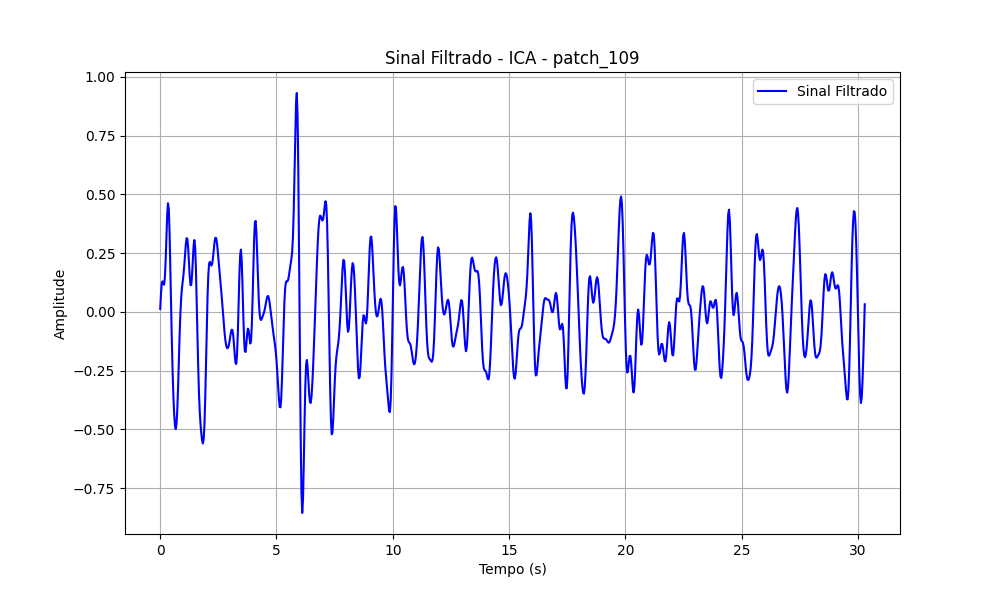 Sinal Filtrado - ICA - patch_109
Sinal Filtrado
1.00
0.75
0.50
0.25
0.00
−0.25
−0.50
−0.75
Amplitude
0 5 10 15 20 25 30
Tempo (s)